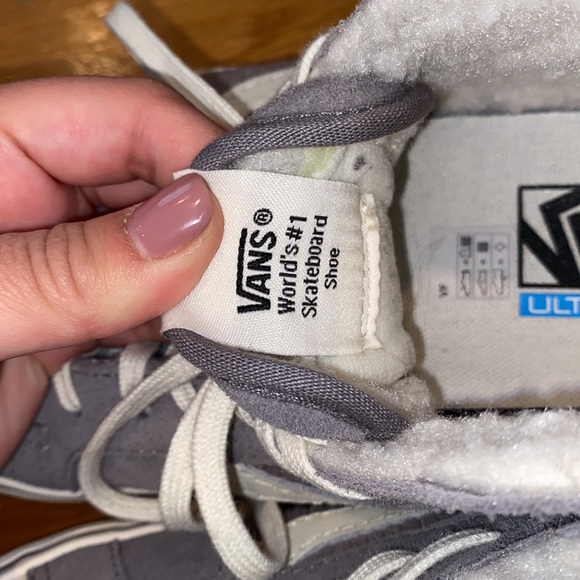 VANS®
World's #1
Skateboard
Shoe
ULT